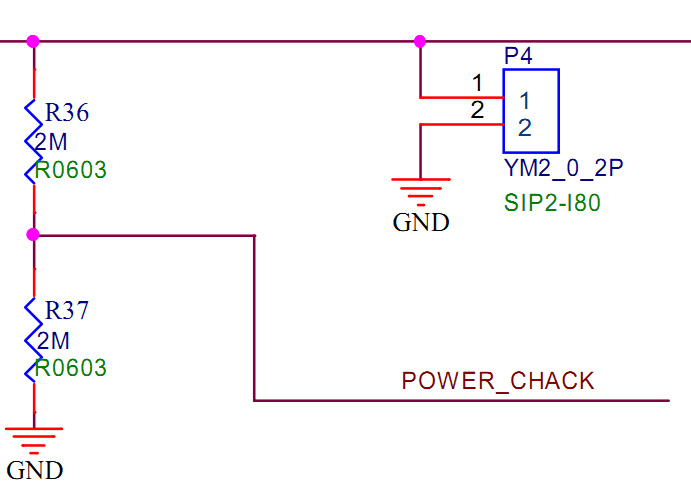 P4
1
2
1
2
YM2_0_2P
SIP2-I80
GND
R36
2M
R0603
R37
2M
R0603
GND
POWER_CHACK